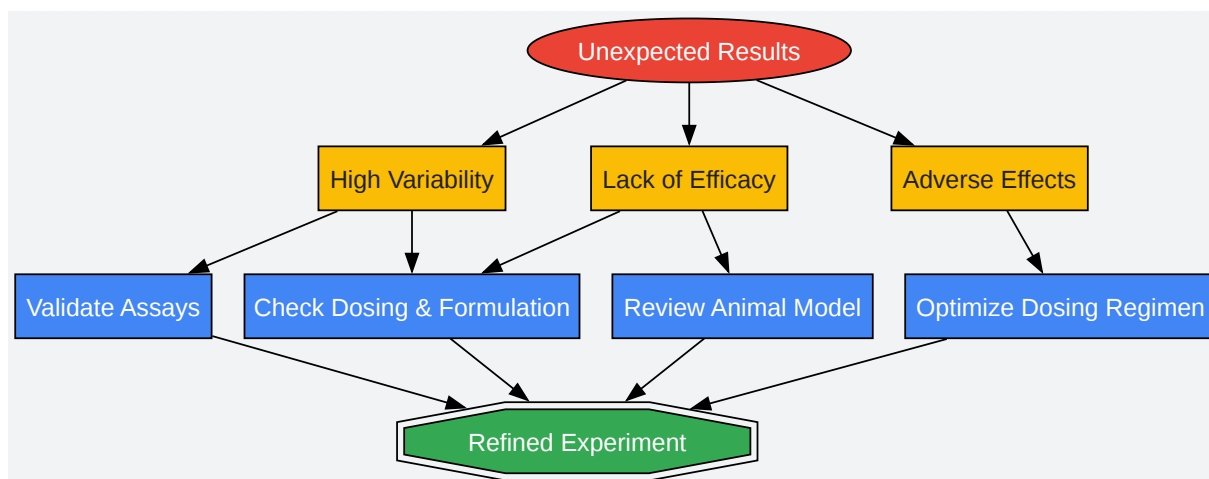 Unexpected Results
High Variability
Lack of Efficacy
Adverse Effects
Validate Assays
Check Dosing & Formulation
Review Animal Model
Optimize Dosing Regimen
Refined Experiment